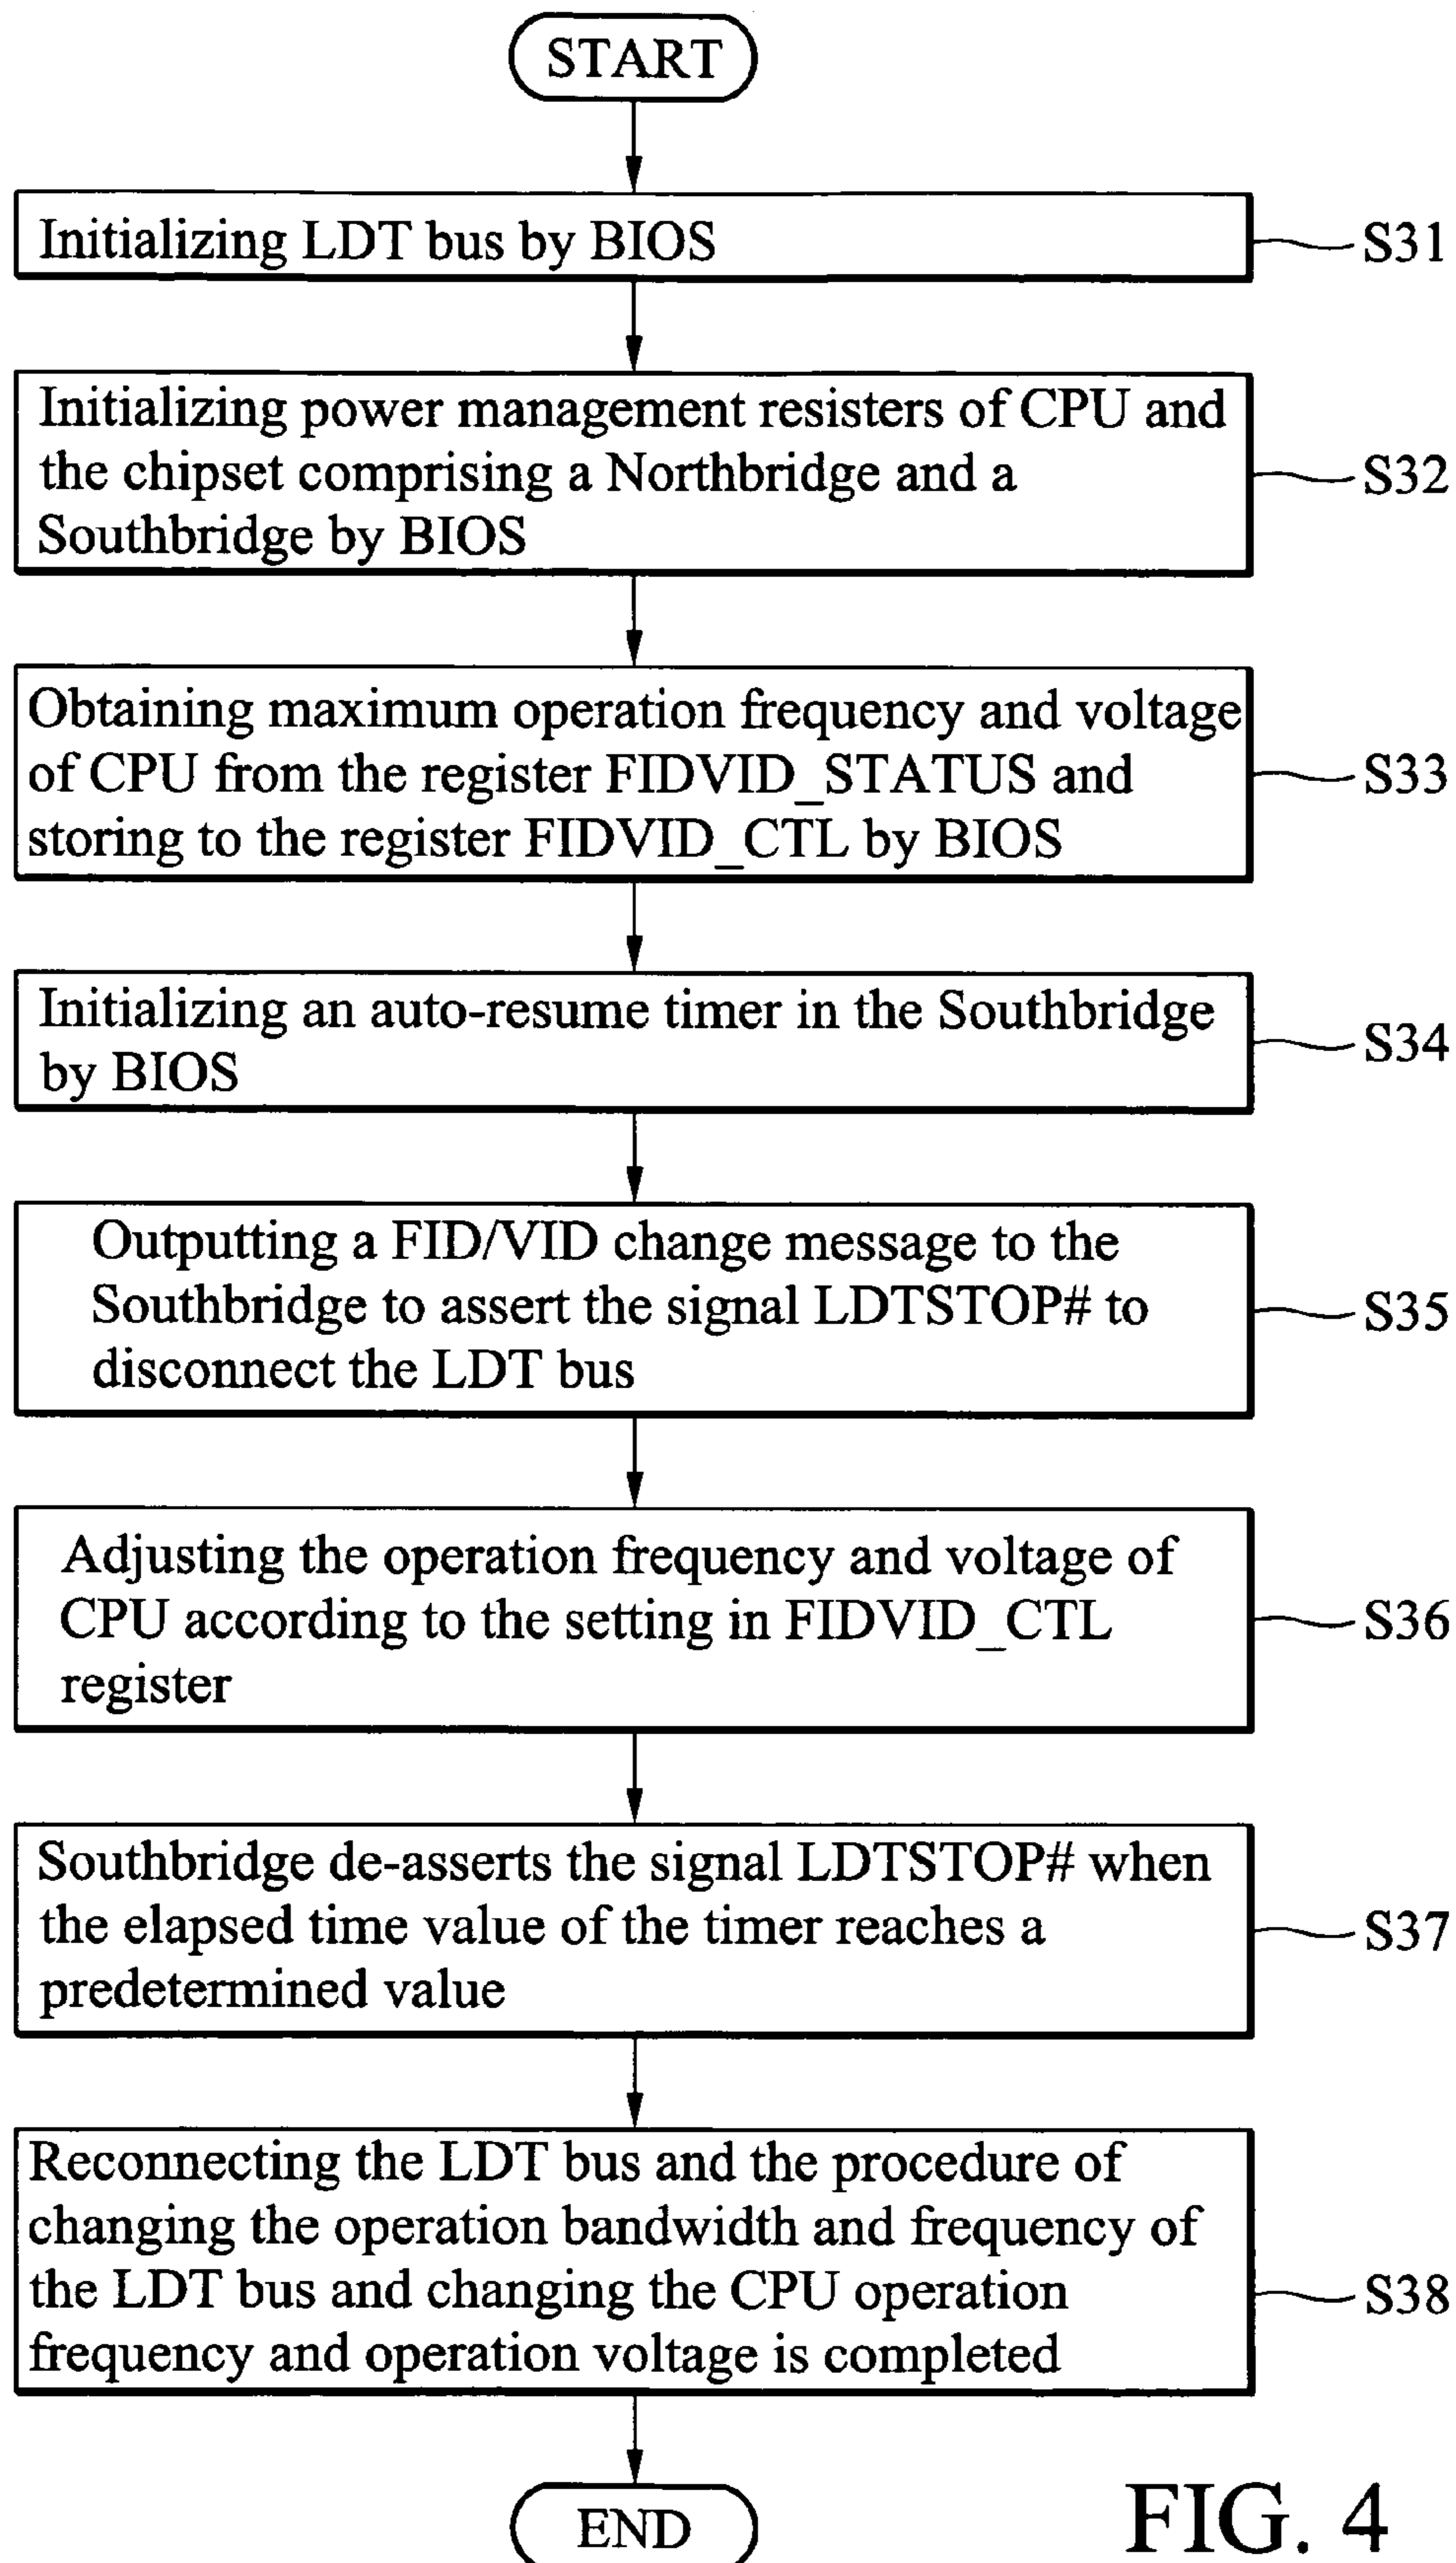 START
Initializing LDT bus by BIOS
S31
Initializing power management resisters of CPU and
the chipset comprising a Northbridge and a
Southbridge by BIOS
S32
Obtaining maximum operation frequency and voltage
of CPU from the register FIDVID_STATUS and
storing to the register FIDVID_CTL by BIOS
S33
Initializing an auto-resume timer in the Southbridge
by BIOS
S34
Outputting a FID/VID change message to the
Southbridge to assert the signal LDTSTOP# to
disconnect the LDT bus
S35
Adjusting the operation frequency and voltage of
CPU according to the setting in FIDVID_CTL
register
S36
Southbridge de-asserts the signal LDTSTOP# when
the elapsed time value of the timer reaches a
predetermined value
S37
Reconnecting the LDT bus and the procedure of
changing the operation bandwidth and frequency of
the LDT bus and changing the CPU operation
frequency and operation voltage is completed
S38
END
FIG. 4